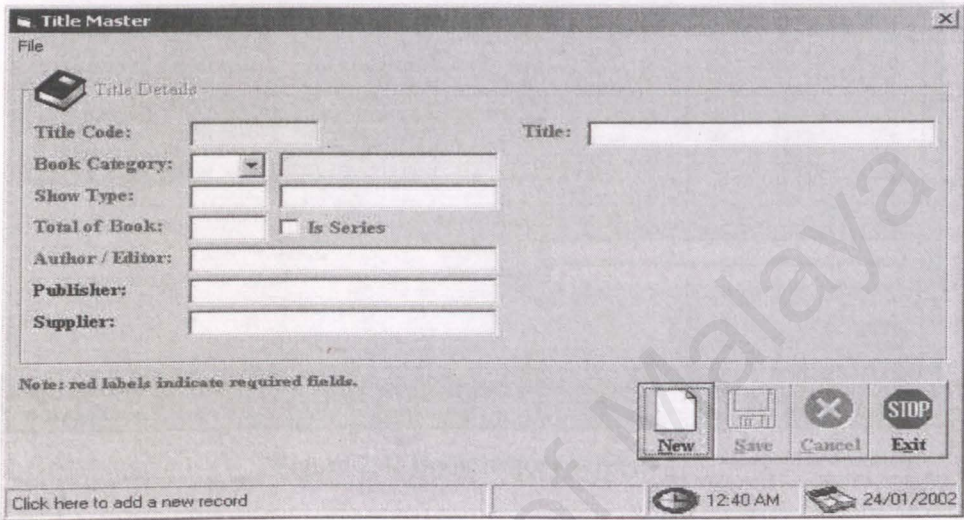 Title Master
File
Title Details
Title Code:
Title:
Book Category:
Show Type:
Total of Book:
Is Series
Author / Editor:
Publisher:
Supplier:
Note: red labels indicate required fields.
New
Save
Cancel
STOP
Exit
Click here to add a new record
12:40 AM
24/01/2002
of Malaya